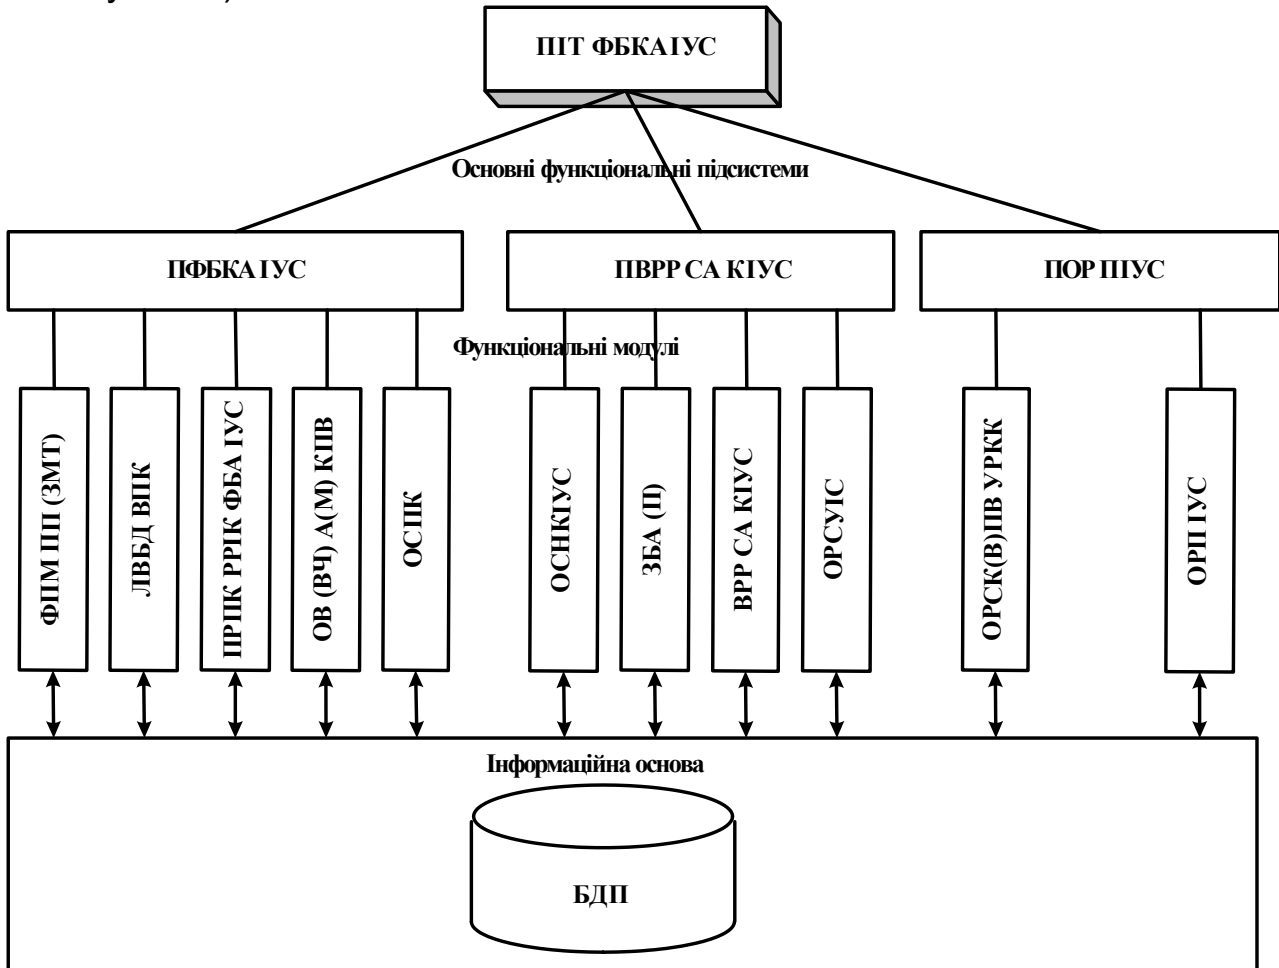 ПІТ ФБКА ІУС
Основні функціональні підсистеми
ПФБКА ІУС
ПВРР СА КІУС
ПОР ПІУС
Функціональні модулі
ФПМ ПП (ЗМТ)
ЛВБД ВПК
ПРПК РРІК ФБА ІУС
ОВ (ВЧ) А(М) КПВ
ОСПК
ОСНКІУС
ЗБА (П)
ВРР СА КІУС
ОРСУІС
ОРСК(В)ПВ УРКК
ОРП ІУС
Інформаційна основа
БДП